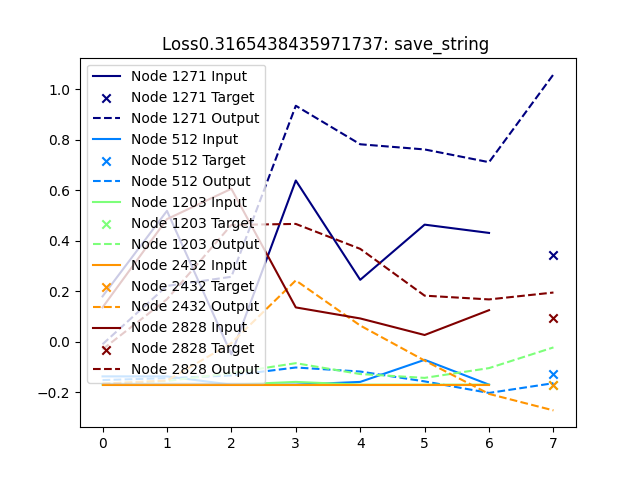 Loss0.3165438435971737: save_string
1.0
0.8
0.6
0.4
0.2
0.0
−0.2
Node 1271 Input
Node 1271 Target
Node 1271 Output
Node 512 Input
Node 512 Target
Node 512 Output
Node 1203 Input
Node 1203 Target
Node 1203 Output
Node 2432 Input
Node 2432 Target
Node 2432 Output
Node 2828 Input
Node 2828 Target
Node 2828 Output
0 1 2 3 4 5 6 7